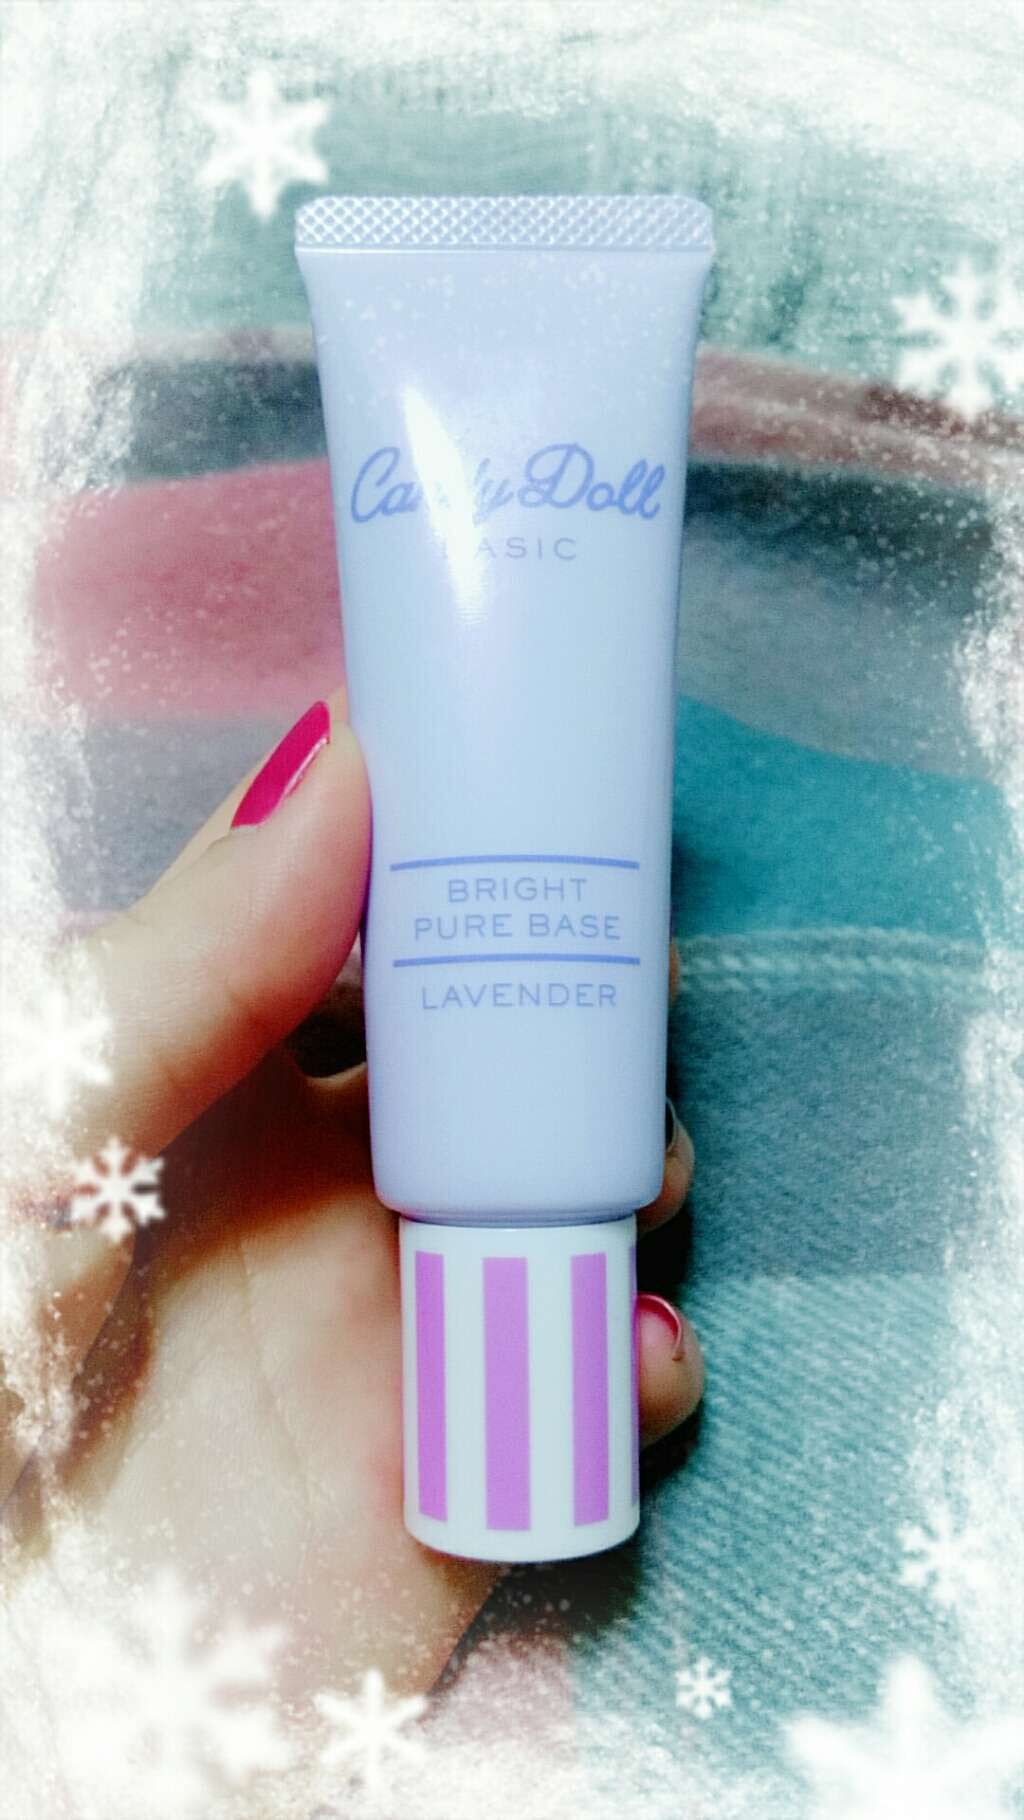 Candy Doll
BASIC
BRIGHT
PURE BASE
LAVENDER